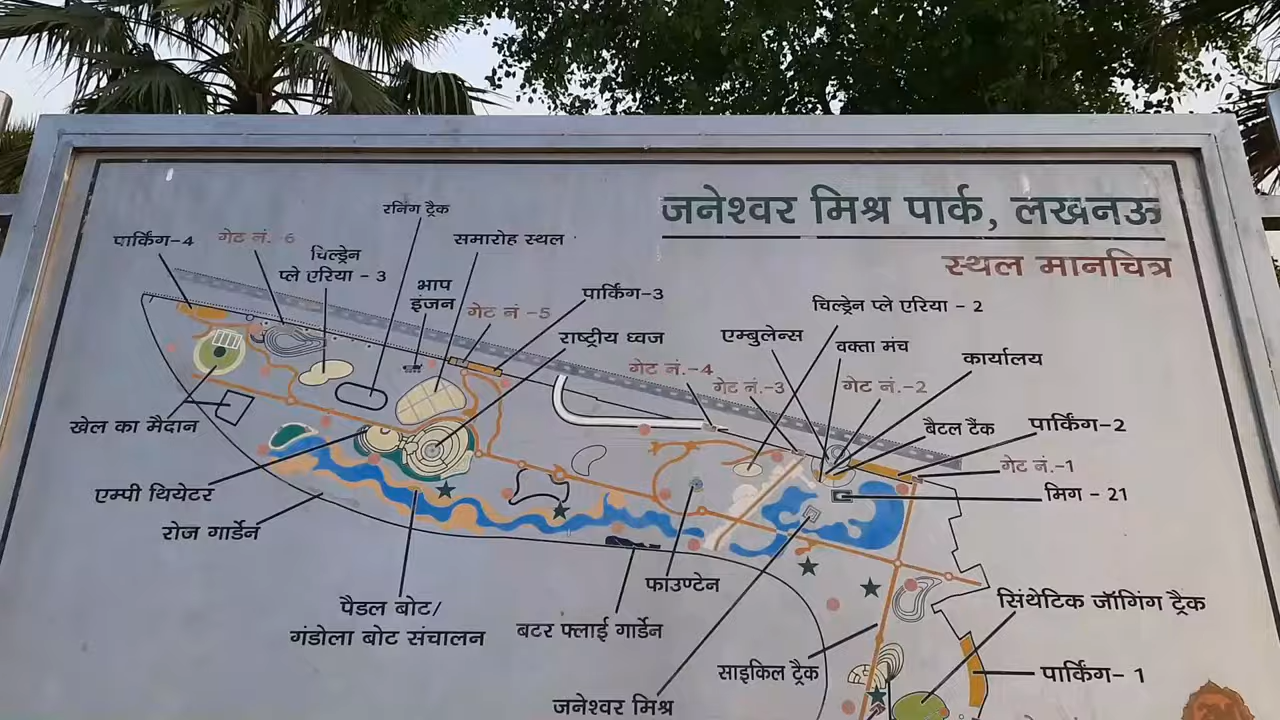 जनेश्वर मिश्र पार्क, लखनऊ
स्थल मानचित्र
रनिंग ट्रैक
पार्किंग-4
गेट नं.-6
समारोह स्थल
चिल्ड्रेन
प्ले एरिया - 3
भाप
इंजन
पार्किंग-3
गेट नं -5
राष्ट्रीय ध्वज
चिल्ड्रेन प्ले एरिया - 2
एम्बुलेन्स
वक्ता मंच
कार्यालय
गेट नं.-4
गेट नं.-3
गेट नं.-2
बैटल टैंक
पार्किंग-2
खेल का मैदान
गेट नं.-1
एम्पी थियेटर
मिग - 21
रोज गार्डेन
फाउण्टेन
पैडल बोट/
गंडोला बोट संचालन
बटर फ्लाई गार्डेन
सिंथेटिक जॉगिंग ट्रैक
साइकिल ट्रैक
पार्किंग- 1
जनेश्वर मिश्र